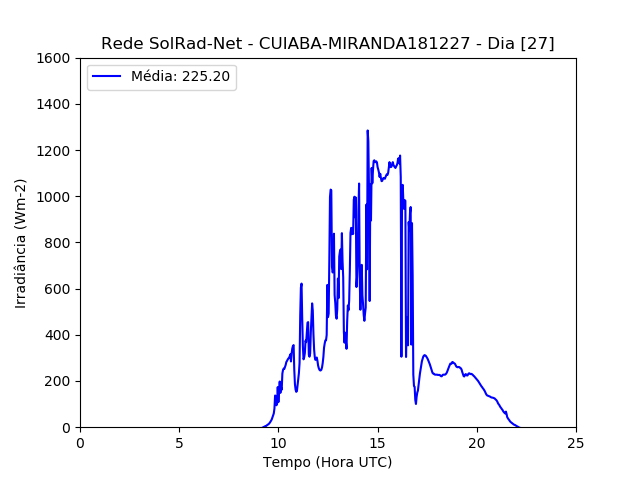 Rede SolRad-Net - CUIABA-MIRANDA181227 - Dia [27]
Média: 225.20
1600
1400
1200
1000
800
600
400
200
0
Irradiância (Wm-2)
0 5 10 15 20 25
Tempo (Hora UTC)